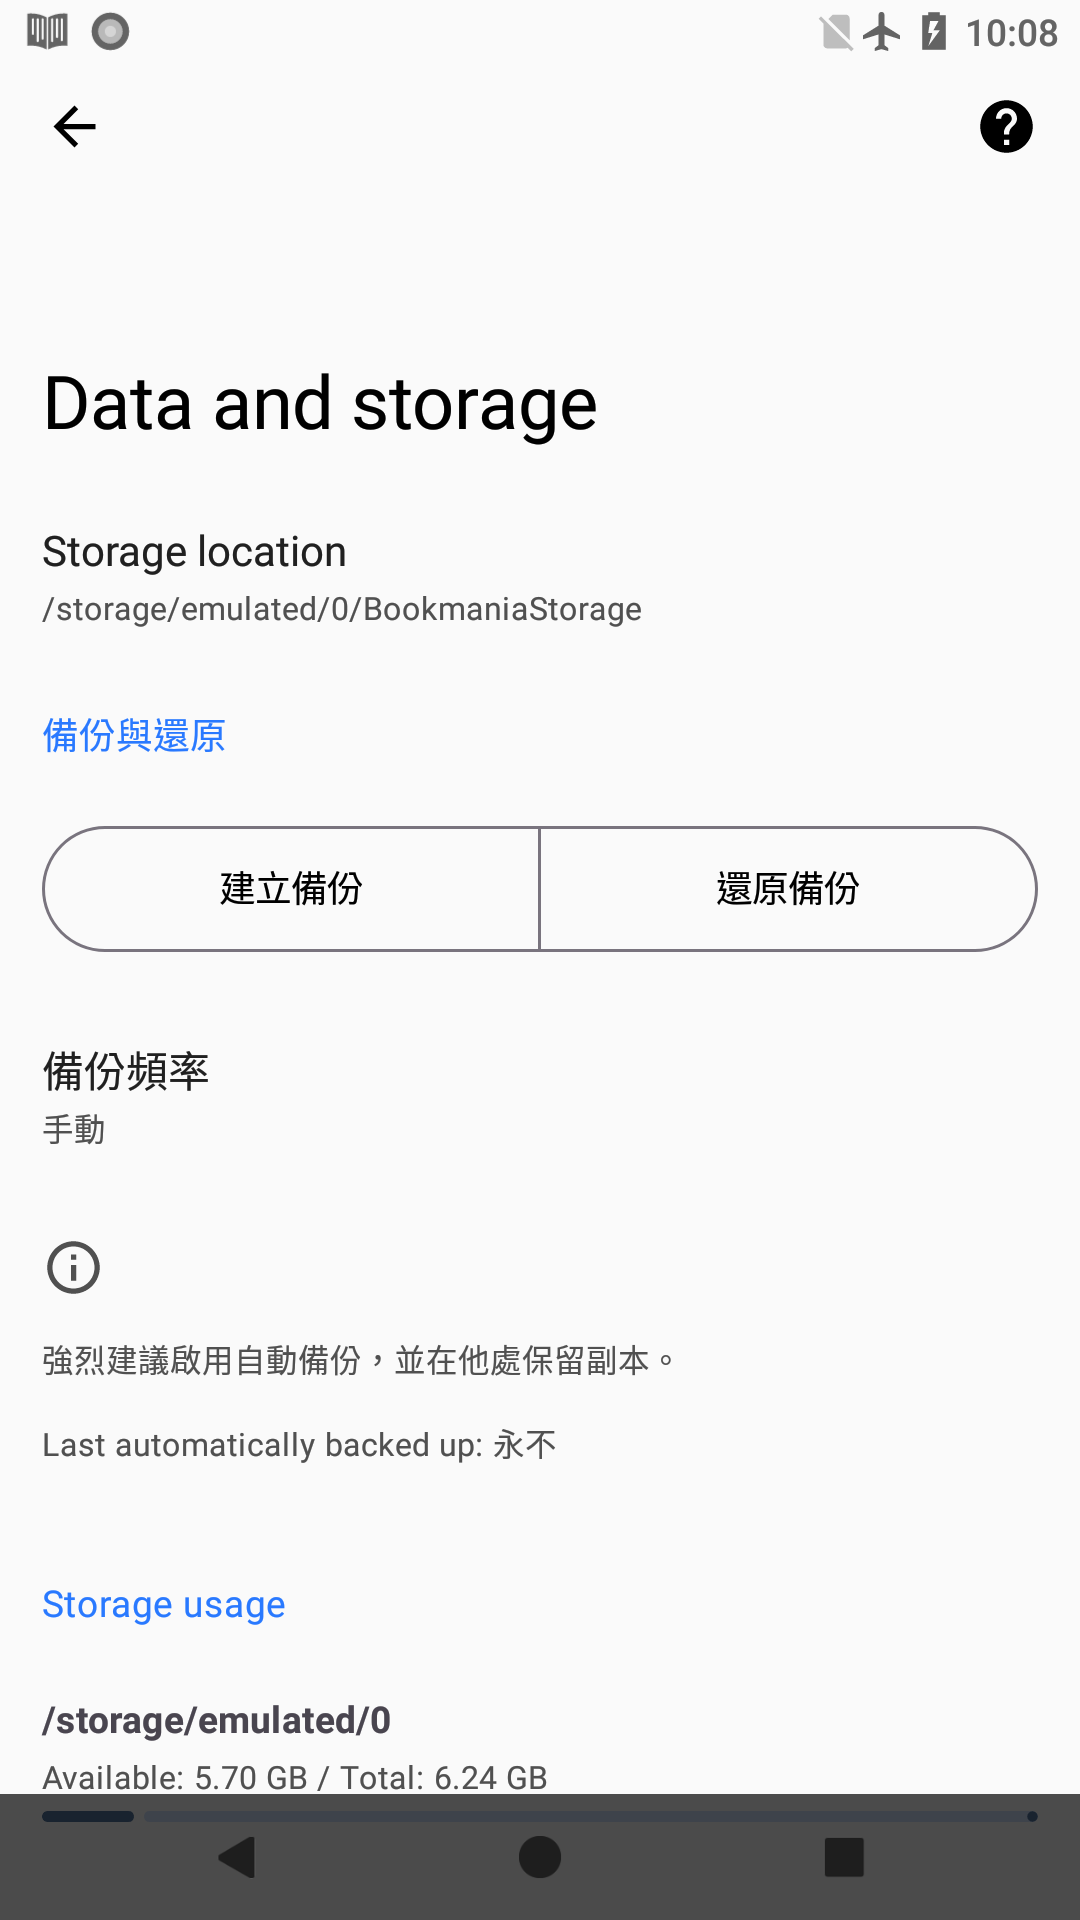 10:08
Data and storage
Storage location
/storage/emulated/0/BookmaniaStorage
備份與還原
建立備份
還原備份
備份頻率
手動
強烈建議啟用自動備份，並在他處保留副本。
Last automatically backed up: 永不
Storage usage
/storage/emulated/0
Available: 5.70 GB / Total: 6.24 GB